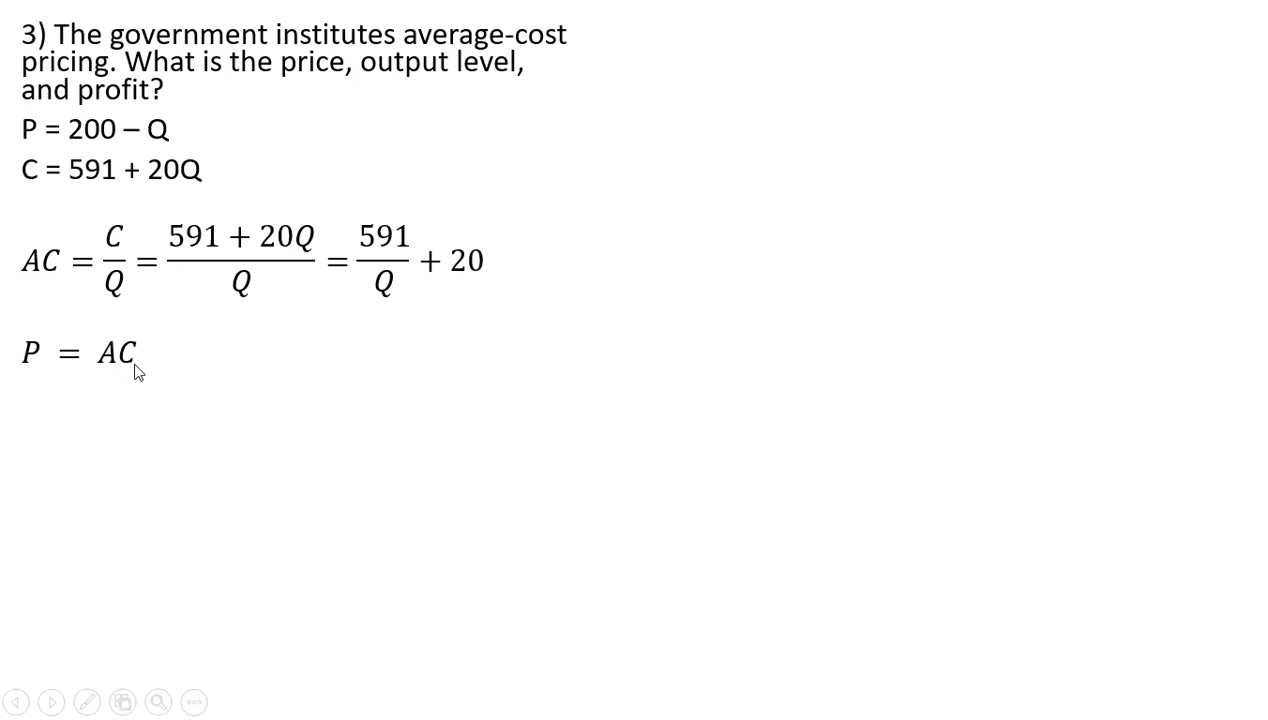 3) The government institutes average-cost
pricing. What is the price, output level,
and profit?
P = 200 – Q
C = 591 + 20Q
AC = C/Q = (591 + 20Q)/Q = 591/Q + 20
P = AC